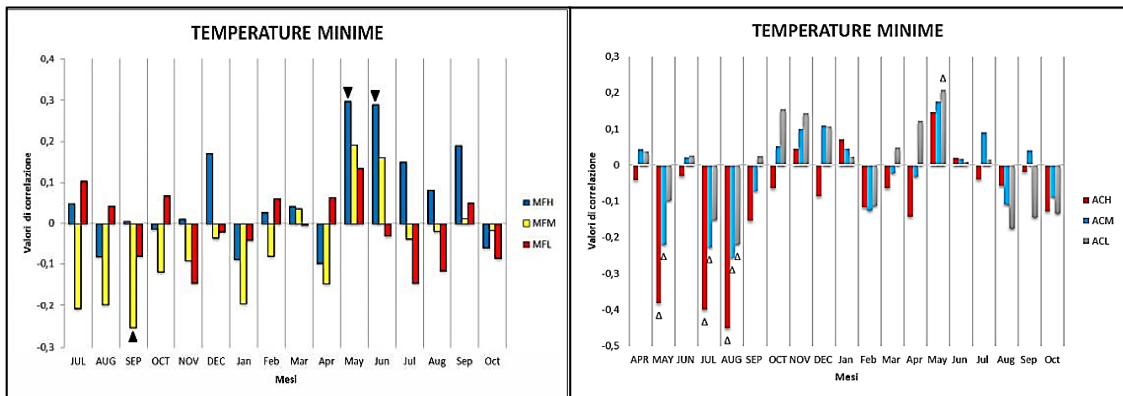 TEMPERATURE MINIME
Valori di correlazione
0,4
0,3
0,2
0,1
0
-0,1
-0,2
-0,3
JUL AUG SEP OCT NOV DEC Jan Feb Mar Apr May Jun Jul Aug Sep Oct
Mesi
MFH
MFM
MFL
TEMPERATURE MINIME
Valori di correlazione
0,3
0,2
0,1
0
-0,1
-0,2
-0,3
-0,4
-0,5
APR MAY JUN JUL AUG SEP OCT NOV DEC Jan Feb Mar Apr May Jun Jul Aug Sep Oct
Mesi
ACH
ACM
ACL